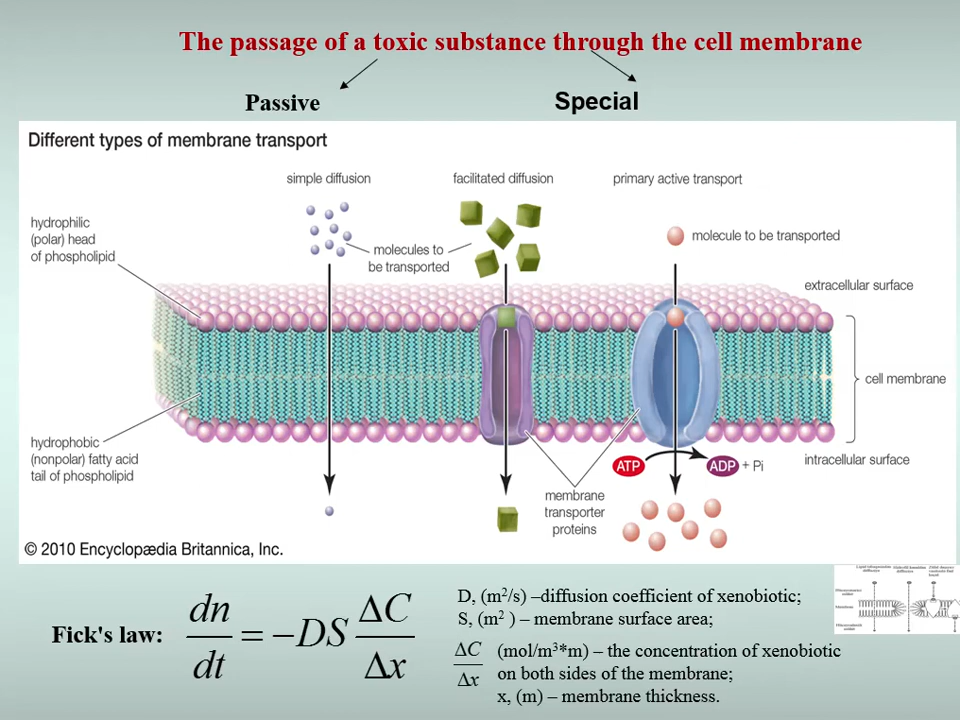 The passage of a toxic substance through the cell membrane
Passive
Special
Different types of membrane transport
simple diffusion
facilitated diffusion
primary active transport
hydrophilic
(polar) head
of phospholipid
molecules to
be transported
molecule to be transported
extracellular surface
cell membrane
hydrophobic
(nonpolar) fatty acid
tail of phospholipid
ATP
ADP + Pi
intracellular surface
membrane
transporter
proteins
© 2010 Encyclopædia Britannica, Inc.
Fick's law: dn/dt = −DS ΔC/Δx
D, (m²/s) –diffusion coefficient of xenobiotic;
S, (m² ) – membrane surface area;
ΔC/Δx (mol/m³*m) – the concentration of xenobiotic
on both sides of the membrane;
x, (m) – membrane thickness.